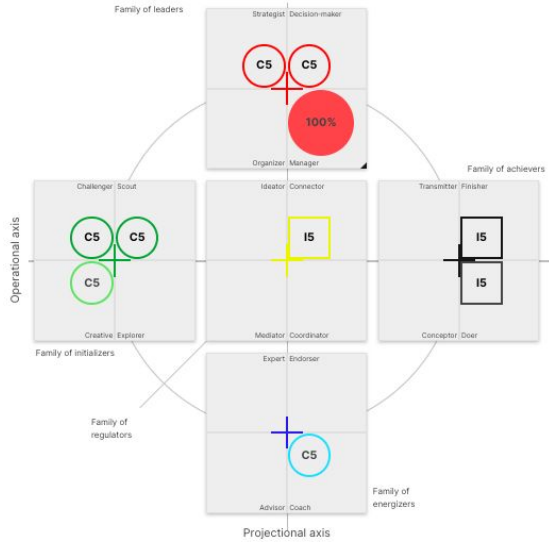 Family of leaders
Strategist Decision-maker
C5 C5
100%
Organizer Manager
Family of achievers
Challenger Scout
Ideator Connector
Transmitter Finisher
C5 C5
I5
I5
C5
I5
Operational axis
Creative Explorer
Mediator Coordinator
Conceptor Doer
Family of initializers
Expert Endorser
Family of
regulators
C5
Advisor Coach
Family of
energizers
Projectional axis